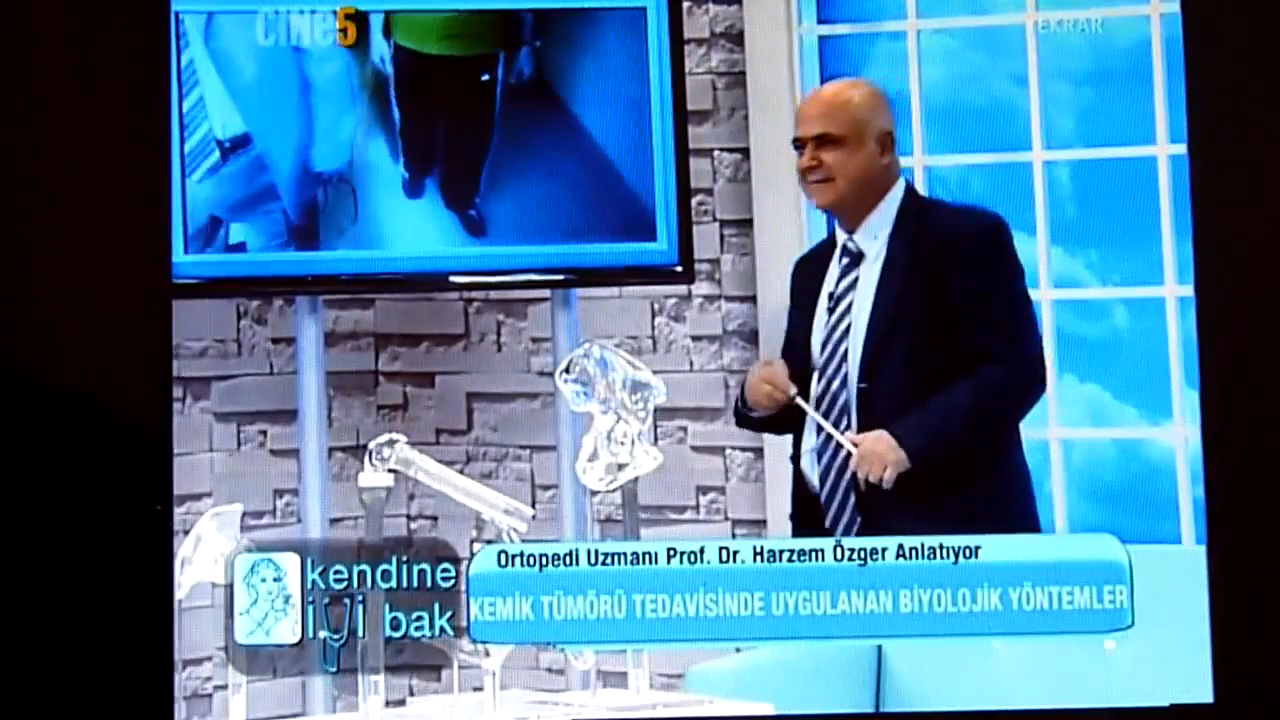 CINE5
TEKRAR
Ortopedi Uzmanı Prof. Dr. Harzem Özger Anlatıyor
kendine
iyi bak
KEMİK TÜMÖRÜ TEDAVİSİNDE UYGULANAN BİYOLOJİK YÖNTEMLER